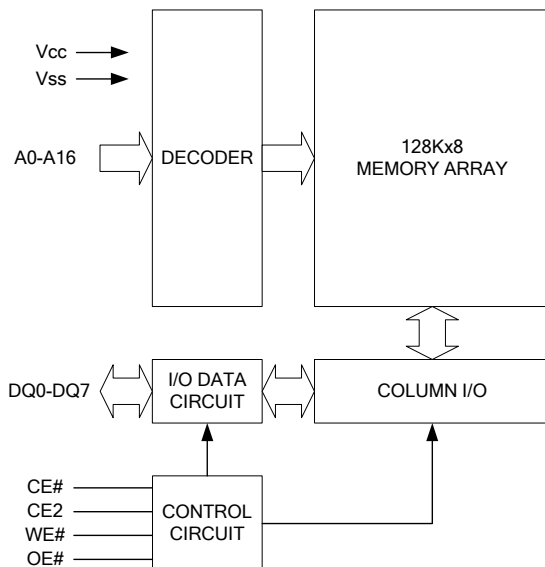 Vcc
Vss
A0-A16
DECODER
128Kx8
MEMORY ARRAY
DQ0-DQ7
I/O DATA
CIRCUIT
COLUMN I/O
CE#
CE2
WE#
OE#
CONTROL
CIRCUIT